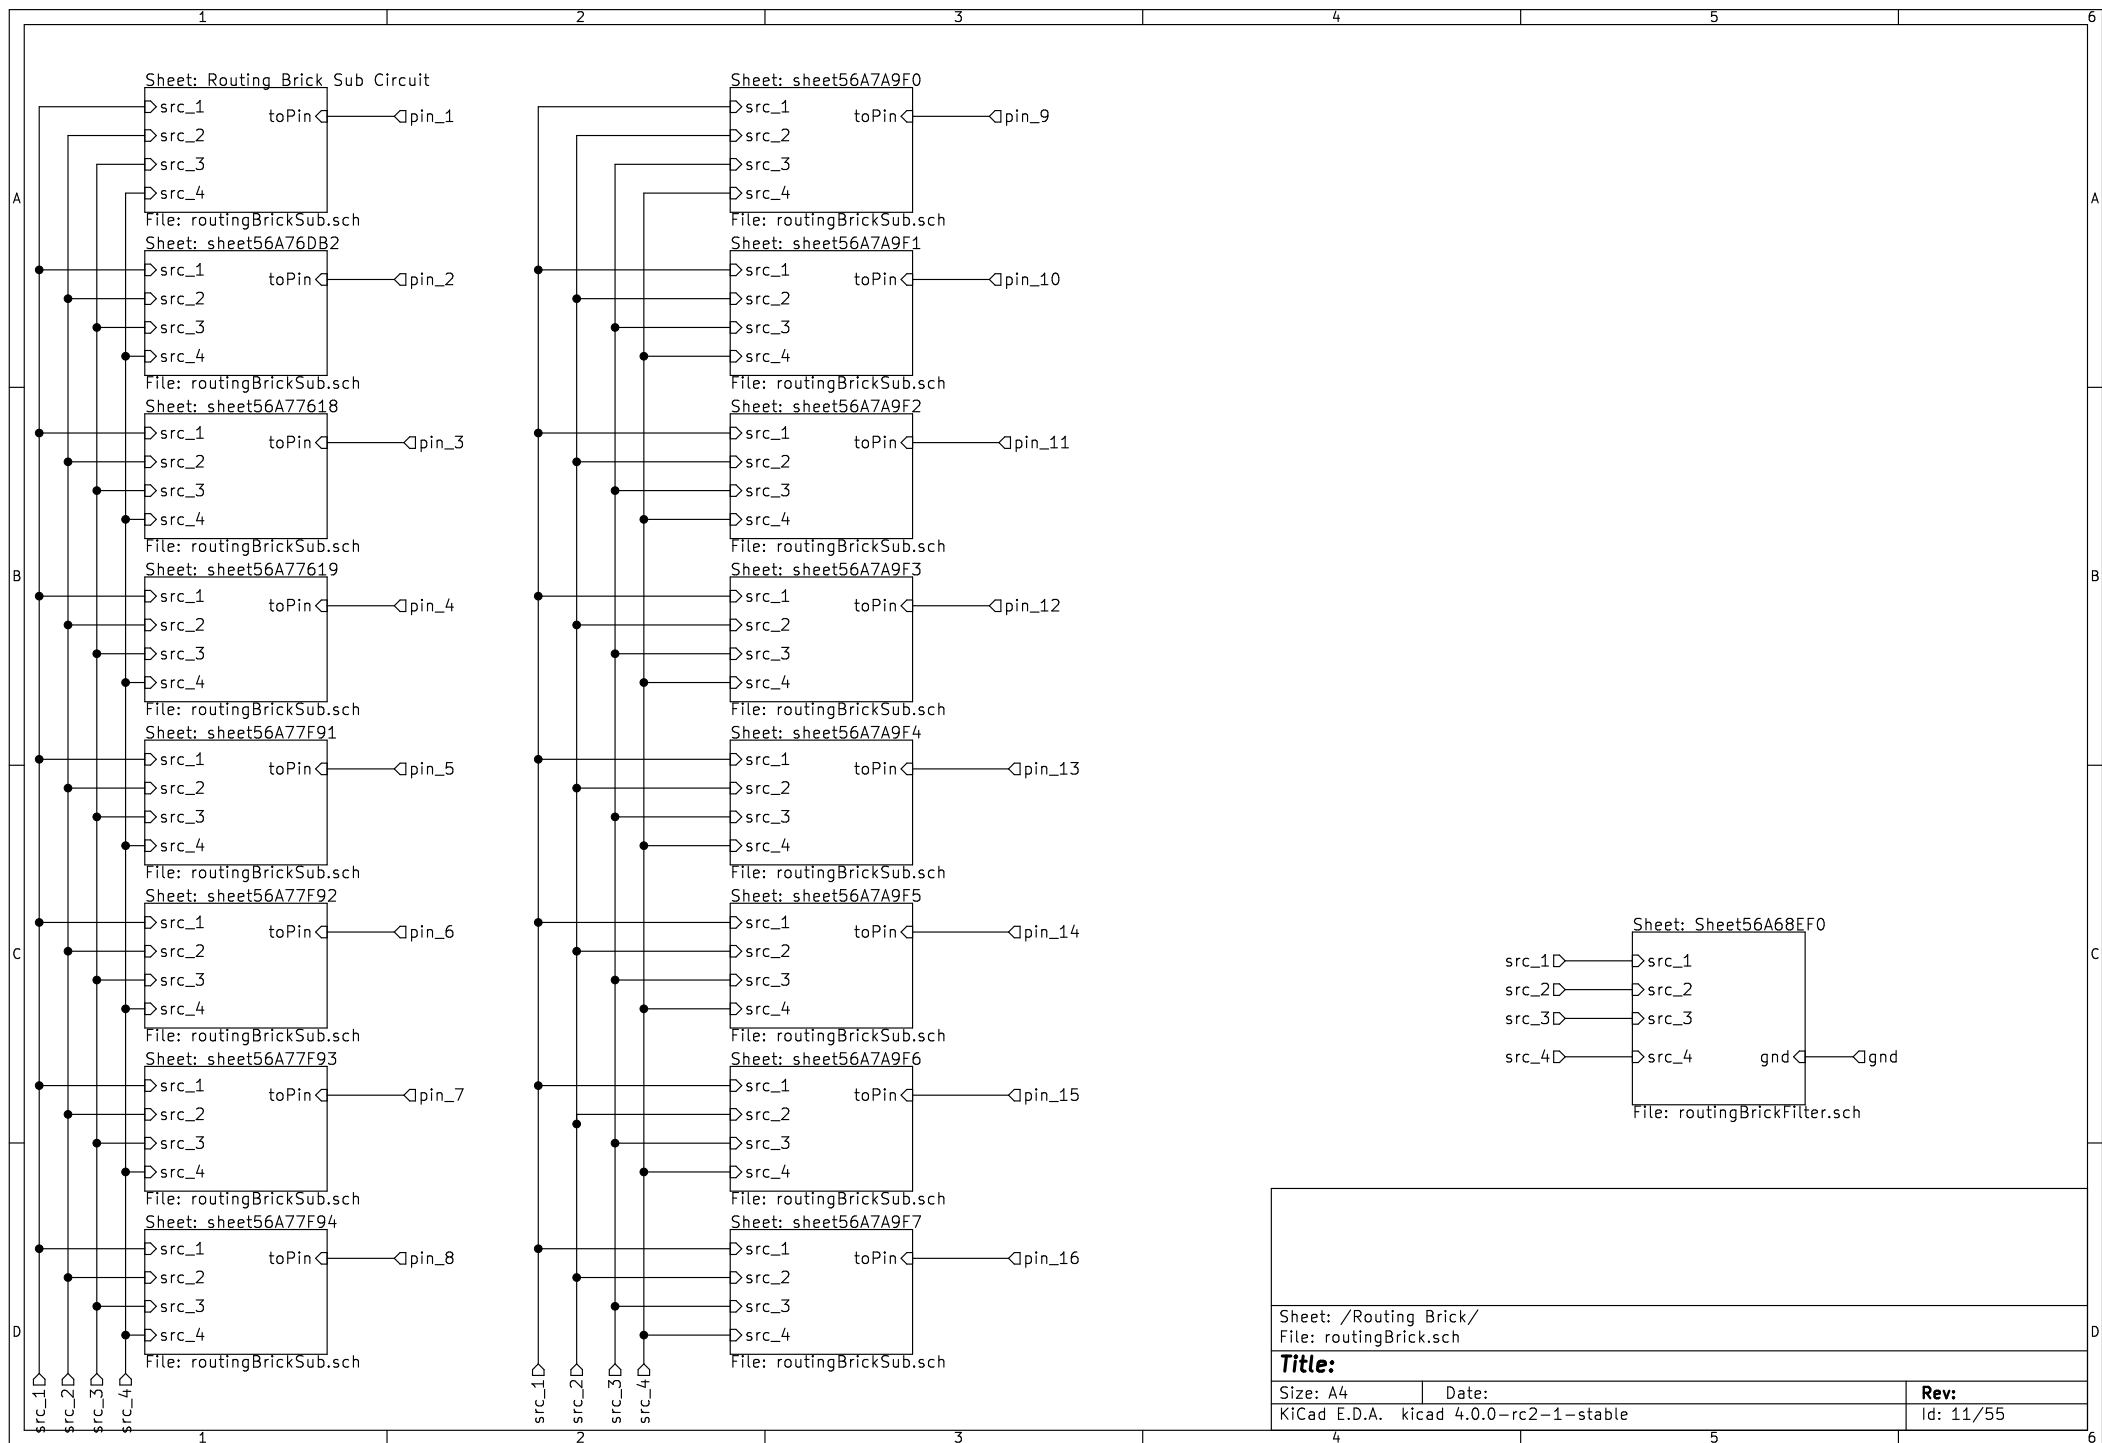 1 2 3 4 5 6
A
B
C
D
A
B
C
D
Sheet: Routing Brick Sub Circuit
src_1
src_2
src_3
src_4
toPin
pin_1
File: routingBrickSub.sch
Sheet: sheet56A76DB2
src_1
src_2
src_3
src_4
toPin
pin_2
File: routingBrickSub.sch
Sheet: sheet56A77618
src_1
src_2
src_3
src_4
toPin
pin_3
File: routingBrickSub.sch
Sheet: sheet56A77619
src_1
src_2
src_3
src_4
toPin
pin_4
File: routingBrickSub.sch
Sheet: sheet56A77F91
src_1
src_2
src_3
src_4
toPin
pin_5
File: routingBrickSub.sch
Sheet: sheet56A77F92
src_1
src_2
src_3
src_4
toPin
pin_6
File: routingBrickSub.sch
Sheet: sheet56A77F93
src_1
src_2
src_3
src_4
toPin
pin_7
File: routingBrickSub.sch
Sheet: sheet56A77F94
src_1
src_2
src_3
src_4
toPin
pin_8
File: routingBrickSub.sch
src_1
src_2
src_3
src_4
Sheet: sheet56A7A9F0
src_1
src_2
src_3
src_4
toPin
pin_9
File: routingBrickSub.sch
Sheet: sheet56A7A9F1
src_1
src_2
src_3
src_4
toPin
pin_10
File: routingBrickSub.sch
Sheet: sheet56A7A9F2
src_1
src_2
src_3
src_4
toPin
pin_11
File: routingBrickSub.sch
Sheet: sheet56A7A9F3
src_1
src_2
src_3
src_4
toPin
pin_12
File: routingBrickSub.sch
Sheet: sheet56A7A9F4
src_1
src_2
src_3
src_4
toPin
pin_13
File: routingBrickSub.sch
Sheet: sheet56A7A9F5
src_1
src_2
src_3
src_4
toPin
pin_14
File: routingBrickSub.sch
Sheet: sheet56A7A9F6
src_1
src_2
src_3
src_4
toPin
pin_15
File: routingBrickSub.sch
Sheet: sheet56A7A9F7
src_1
src_2
src_3
src_4
toPin
pin_16
File: routingBrickSub.sch
src_1
src_2
src_3
src_4
Sheet: Sheet56A68EF0
src_1 src_1
src_2 src_2
src_3 src_3
src_4 src_4 gnd gnd
File: routingBrickFilter.sch
Sheet: /Routing Brick/
File: routingBrick.sch
Title:
Size: A4 Date: Rev:
KiCad E.D.A. kicad 4.0.0-rc2-1-stable Id: 11/55
1 2 3 4 5 6